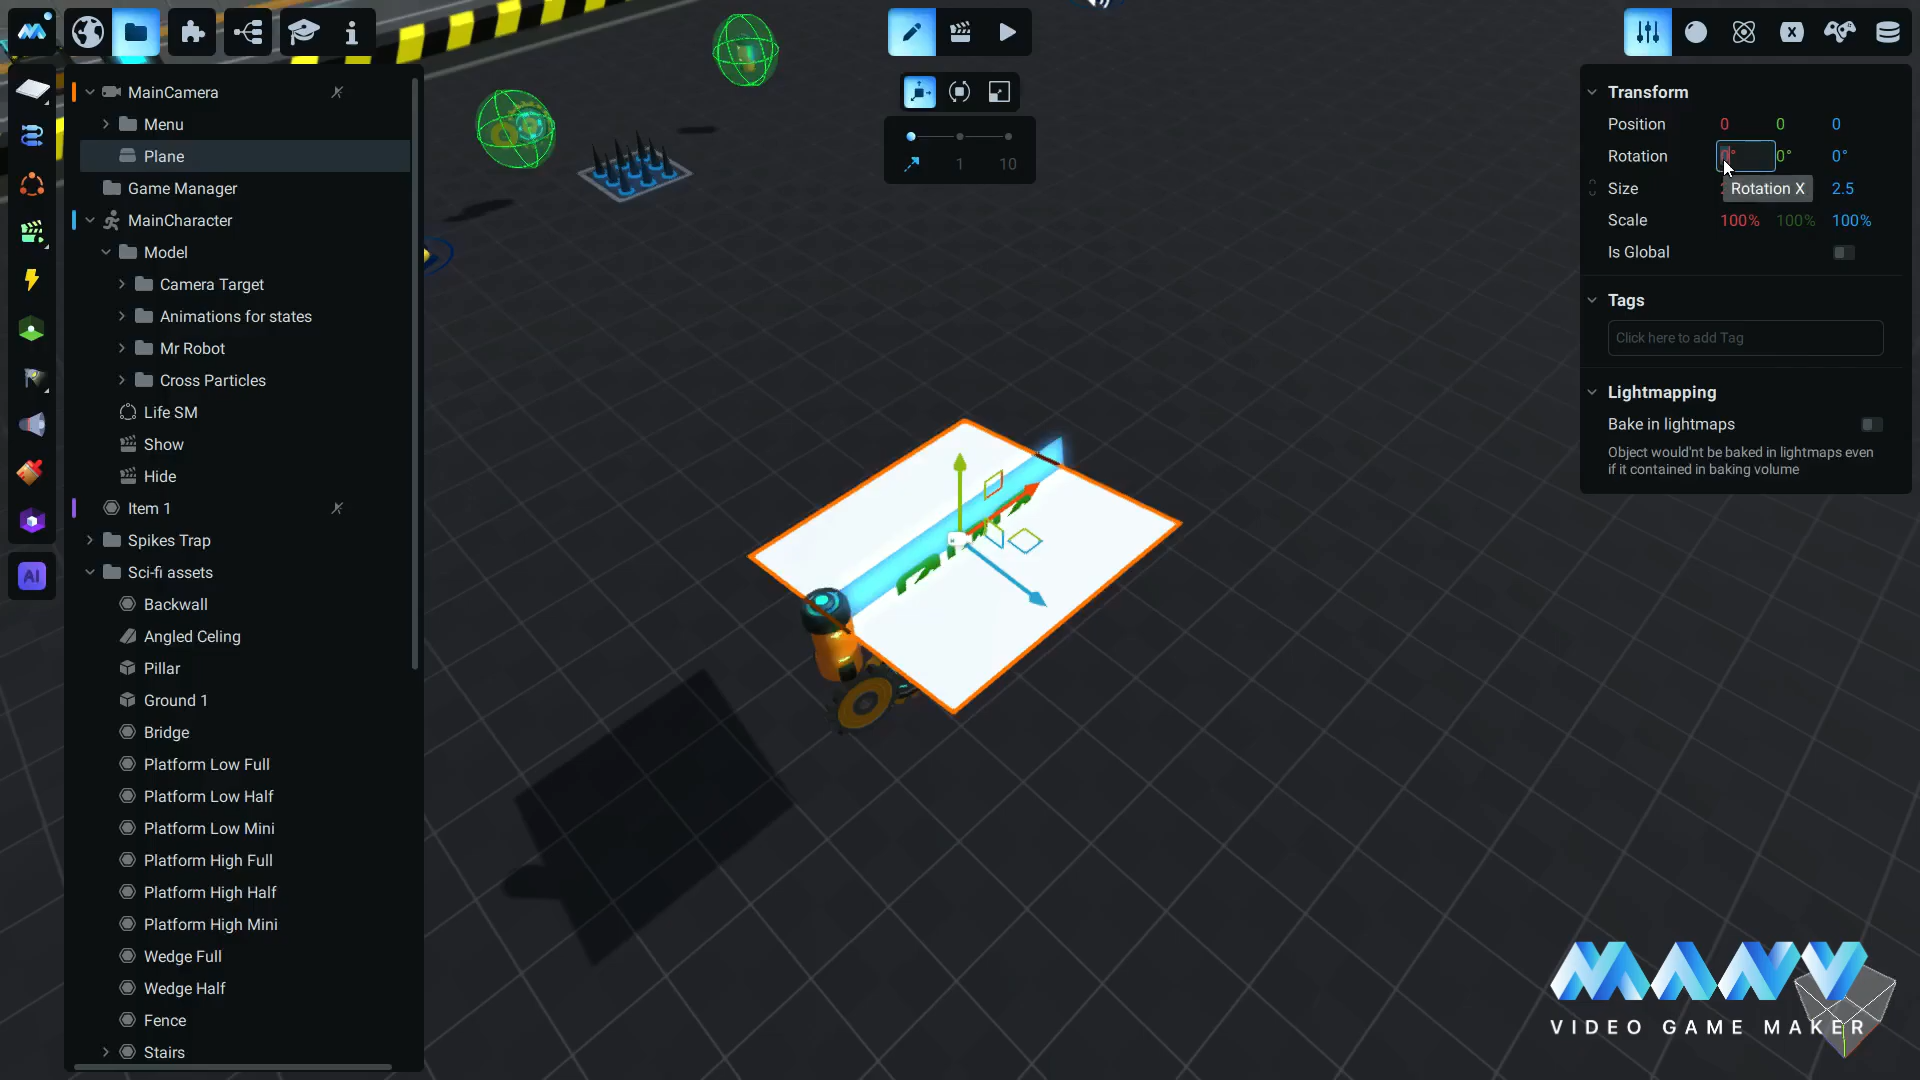 MainCamera
Menu
Plane
Game Manager
MainCharacter
Model
Camera Target
Animations for states
Mr Robot
Cross Particles
Life SM
Show
Hide
Item 1
Spikes Trap
Sci-fi assets
Backwall
Angled Celing
Pillar
Ground 1
Bridge
Platform Low Full
Platform Low Half
Platform Low Mini
Platform High Full
Platform High Half
Platform High Mini
Wedge Full
Wedge Half
Fence
Stairs
AI
1 10
Transform
Position 0 0 0
Rotation 0° 0° 0°
Rotation X
Size 2.5
Scale 100% 100% 100%
Is Global
Tags
Click here to add Tag
Lightmapping
Bake in lightmaps
Object would'nt be baked in lightmaps even
if it contained in baking volume
VIDEO GAME MAKER